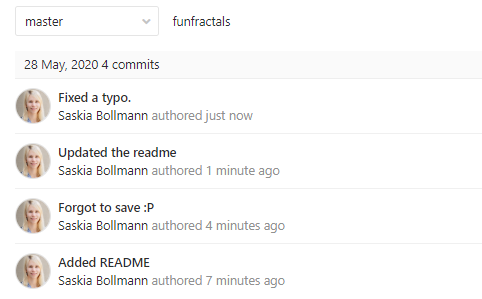 master funfractals
28 May, 2020 4 commits
Fixed a typo.
Saskia Bollmann authored just now
Updated the readme
Saskia Bollmann authored 1 minute ago
Forgot to save :P
Saskia Bollmann authored 4 minutes ago
Added README
Saskia Bollmann authored 7 minutes ago